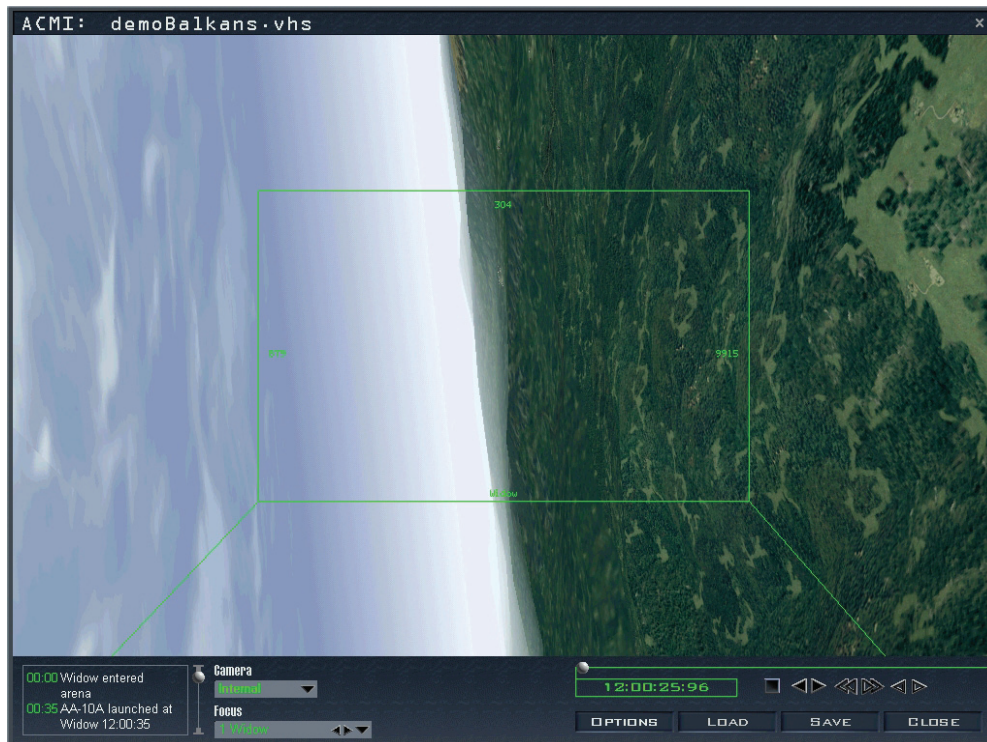 ACMI: demoBalkans.vhs
x
304
9915
Widow
00:00 Widow entered
arena
00:35 AA-10A launched at
Widow 12:00:35
Camera
Internal
Focus
1 Widow
12:00:25:96
OPTIONS
LOAD
SAVE
CLOSE